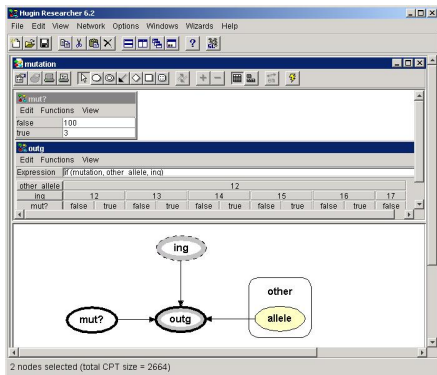 Hugin Researcher 6.2
File Edit View Network Options Windows Wizards Help
mutation
mut?
Edit Functions View
false 100
true 3
outg
Edit Functions View
Expression if (mutation, other_allele, ing)
other_allele 12
ing 12 13 14 15 16 17
mut? false true false true false true false true false true false
ing
other
mut? outg allele
2 nodes selected (total CPT size = 2664)